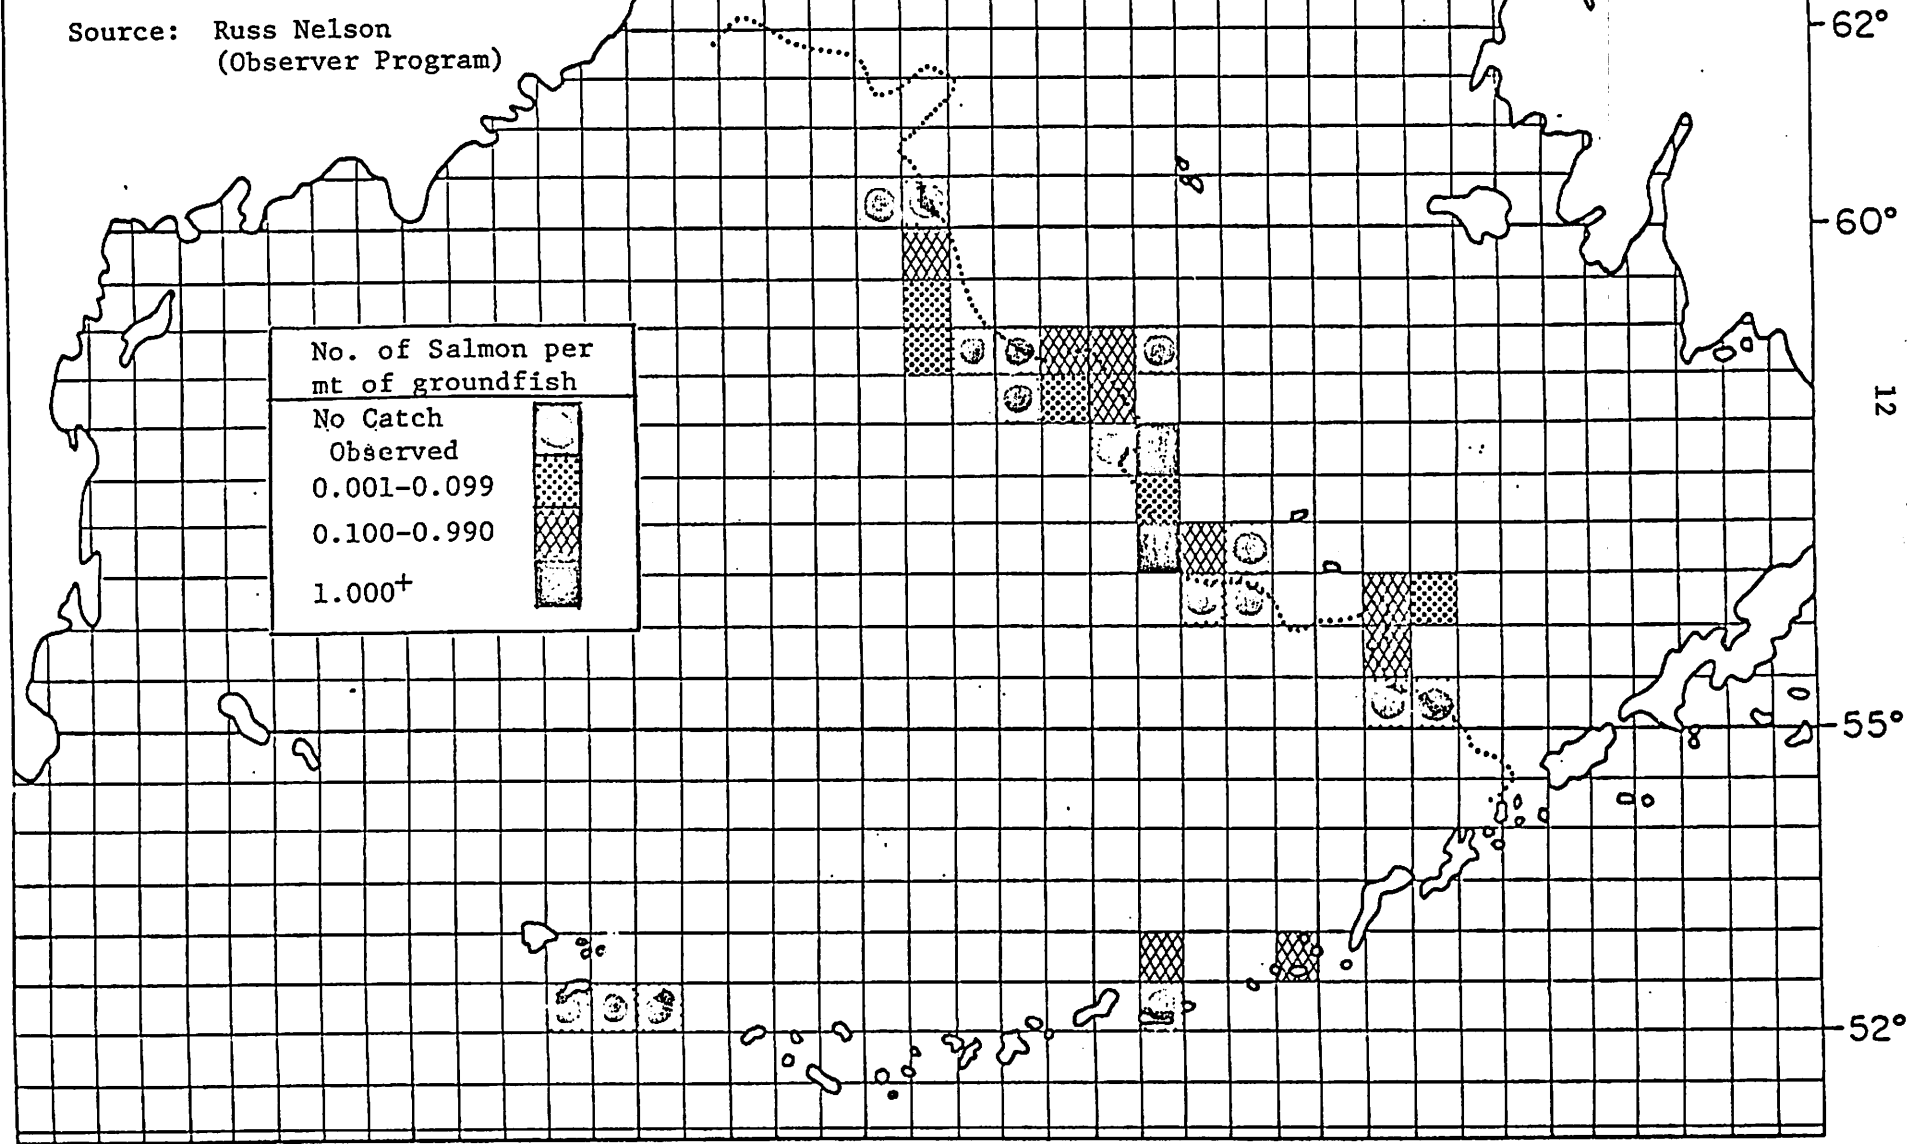 Source: Russ Nelson
(Observer Program)
62°
60°
No. of Salmon per
mt of groundfish
No Catch
Observed
0.001-0.099
0.100-0.990
1.000+
12
55°
52°